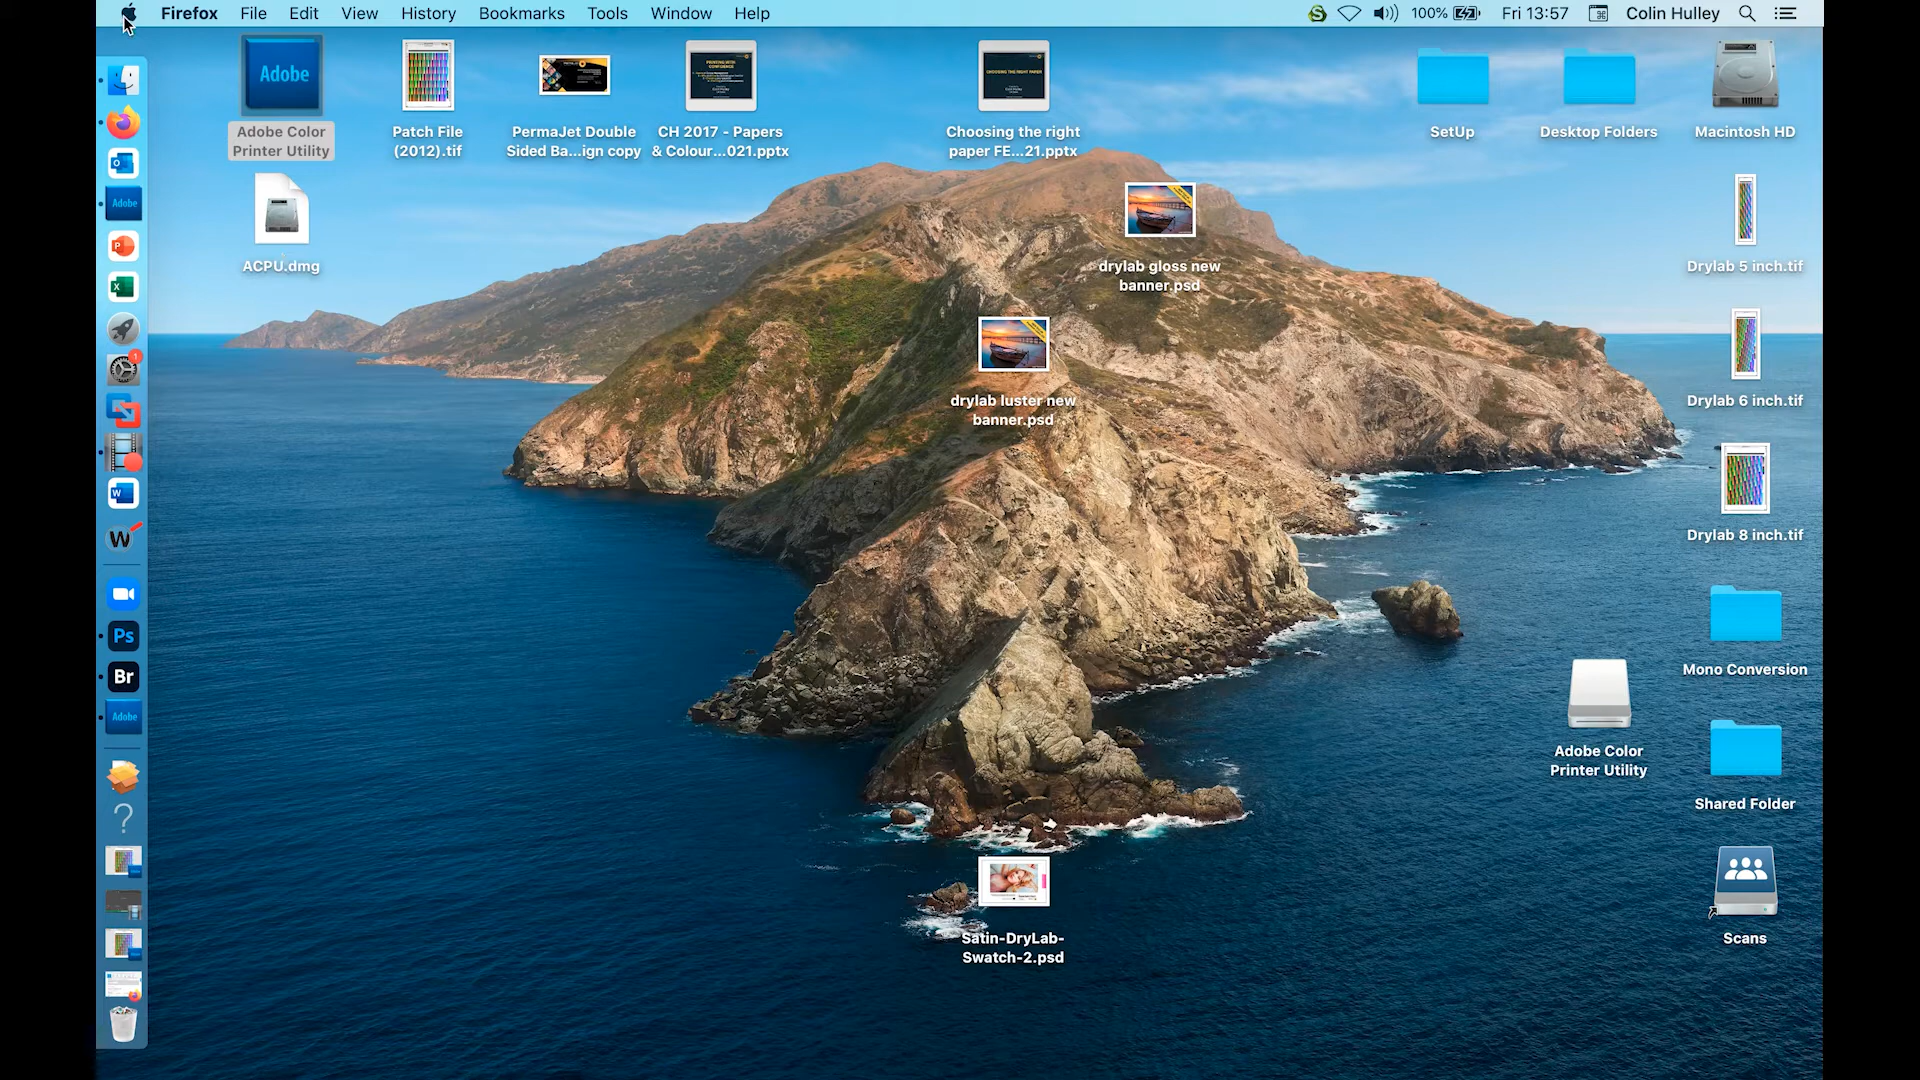 Firefox File Edit View History Bookmarks Tools Window Help
100% Fri 13:57 Colin Hulley
Adobe
Adobe Color
Printer Utility
Patch File
(2012).tif
PermaJet Double
Sided Ba...ign copy
CH 2017 - Papers
& Colour...021.pptx
Choosing the right
paper FE...21.pptx
SetUp
Desktop Folders
Macintosh HD
ACPU.dmg
drylab gloss new
banner.psd
Drylab 5 inch.tif
drylab luster new
banner.psd
Drylab 6 inch.tif
Drylab 8 inch.tif
Mono Conversion
Adobe Color
Printer Utility
Shared Folder
Satin-DryLab-
Swatch-2.psd
Scans
Adobe
1
W
Ps
Br
Adobe